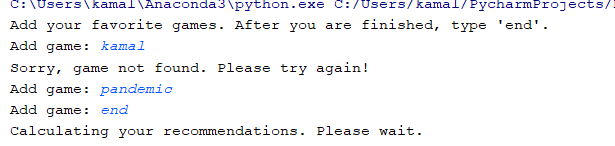 C:\Users\kamal\Anaconda3\python.exe C:/Users/kamal/PycharmProjects/
Add your favorite games. After you are finished, type 'end'.
Add game: kamal
Sorry, game not found. Please try again!
Add game: pandemic
Add game: end
Calculating your recommendations. Please wait.